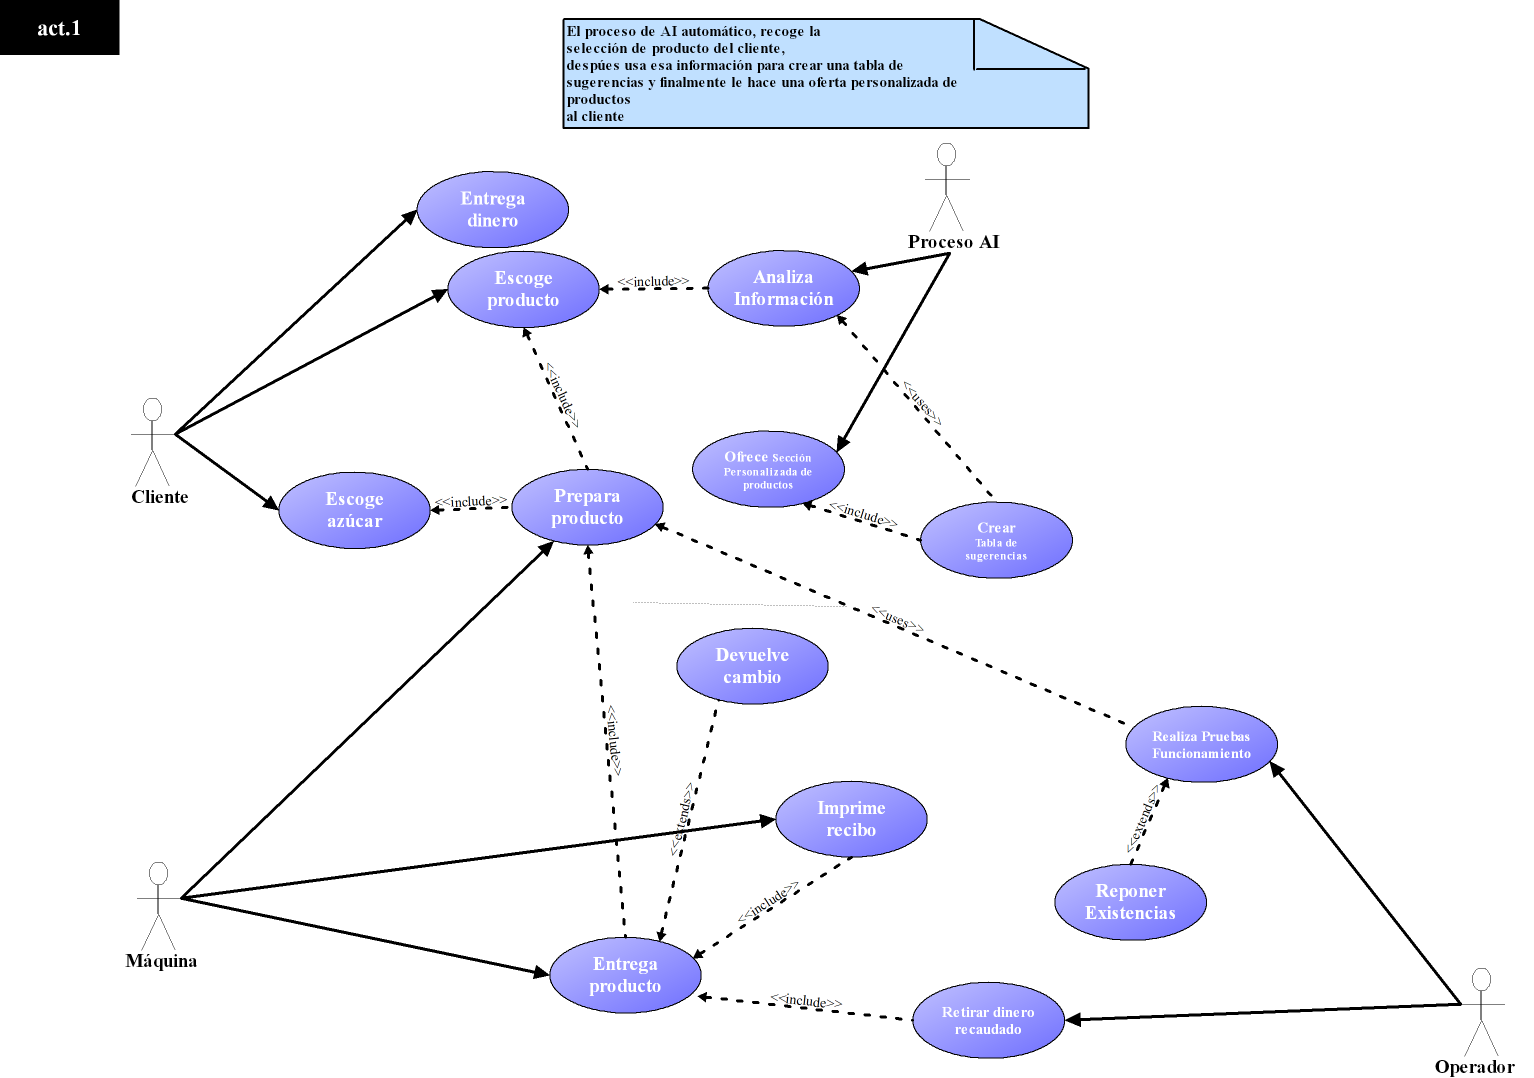 act.1
El proceso de AI automático, recoge la
selección de producto del cliente,
despúes usa esa información para crear una tabla de
sugerencias y finalmente le hace una oferta personalizada de
productos
al cliente
Entrega
dinero
Proceso AI
Escoge
producto
<<include>>
Analiza
Información
<<include>>
<<uses>>
Cliente
Escoge
azúcar
<<include>>
Prepara
producto
Ofrece Sección
Personalizada de
productos
<<include>>
Crear
Tabla de
sugerencias
<<uses>>
Devuelve
cambio
<<include>>
<<extends>>
Realiza Pruebas
Funcionamiento
Imprime
recibo
<<extends>>
<<include>>
Reponer
Existencias
Máquina
Entrega
producto
<<include>>
Retirar dinero
recaudado
Operador